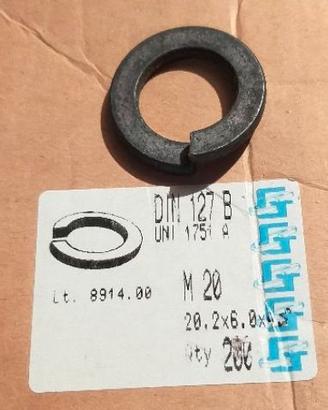 DIN 127 B
UNI 1751 A
Lt. 8914.00
M 20
Qty 200